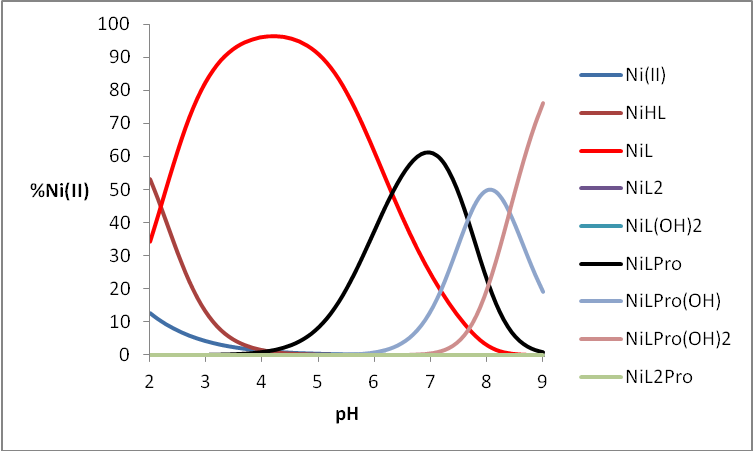 100
90
80
70
60
50
40
30
20
10
0
%Ni(II)
2 3 4 5 6 7 8 9
pH
Ni(II)
NiHL
NiL
NiL2
NiL(OH)2
NiLPro
NiLPro(OH)
NiLPro(OH)2
NiL2Pro